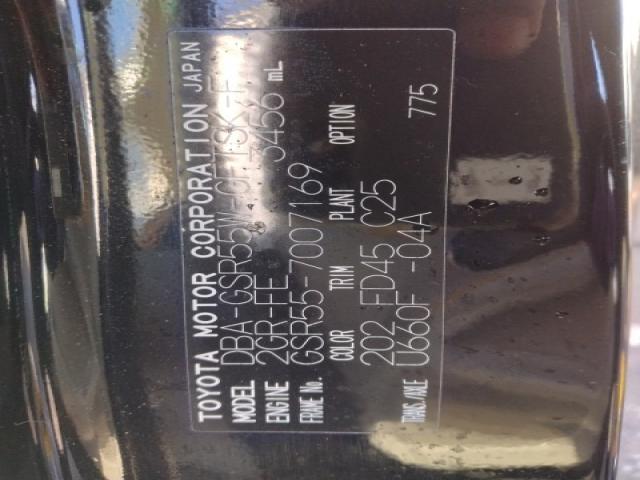 TOYOTA MOTOR CORPORATION JAPAN
MODEL DBA-GSR55W-GFTSK-F
ENGINE 2GR-FE 3456 mL
FRAME No. GSR55-7007169
COLOR TRIM PLANT OPTION
202 FD45 C25 775
TRANS./AXLE U660F -04A